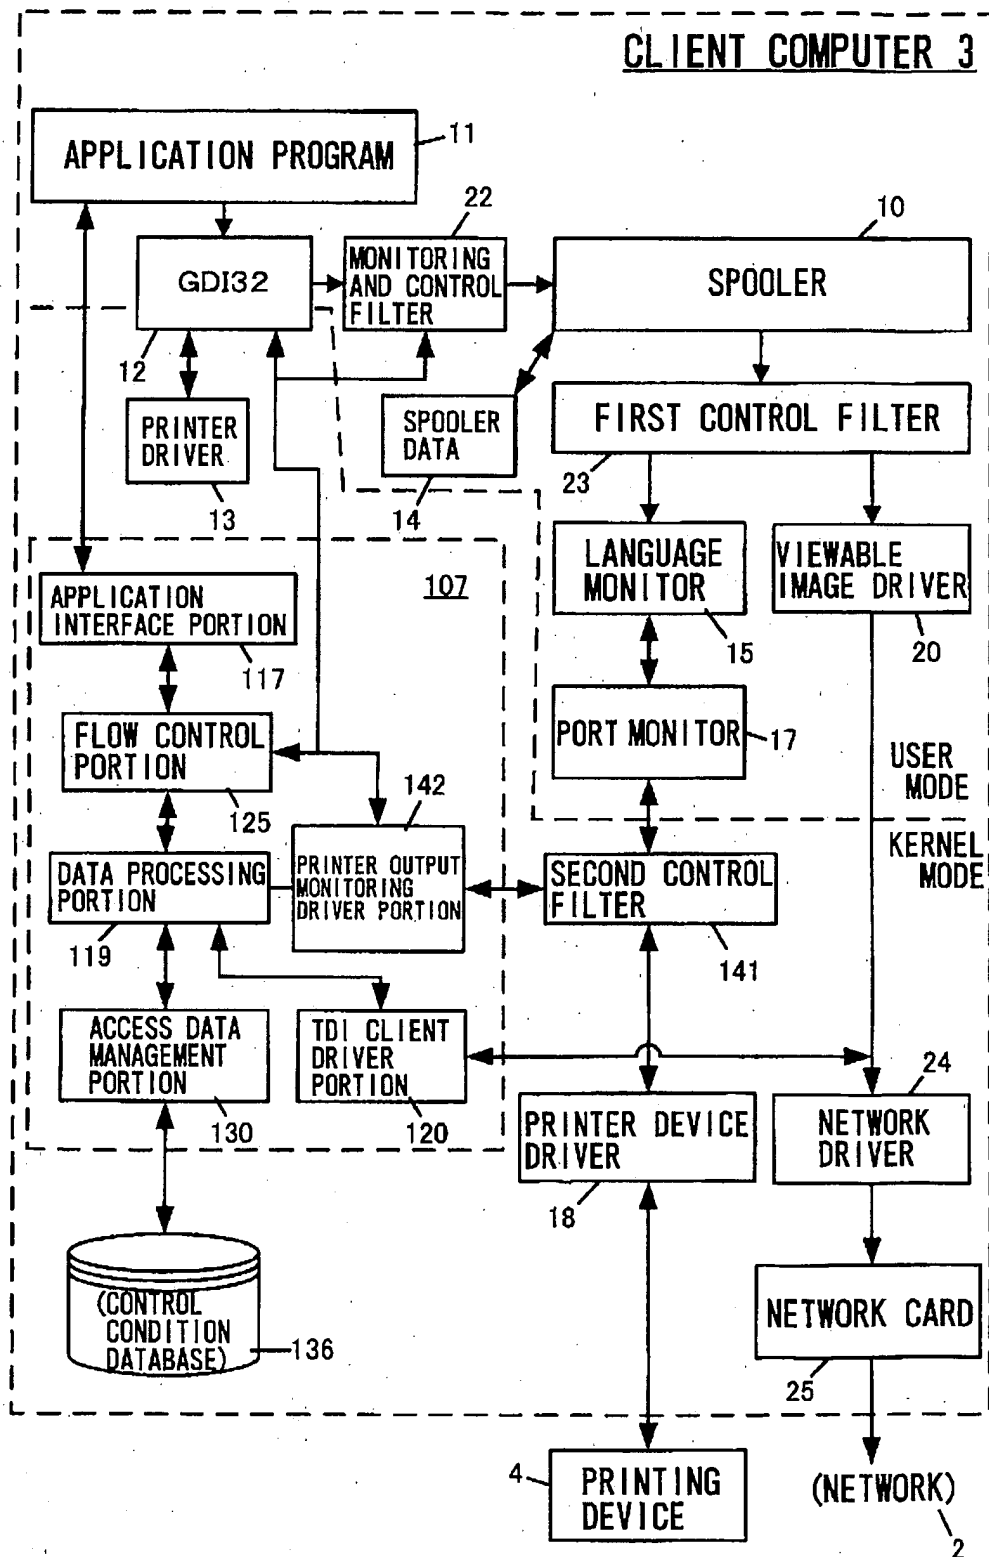 CLIENT COMPUTER 3
APPLICATION PROGRAM
11
22
10
GDI32
MONITORING
AND CONTROL
FILTER
SPOOLER
12
PRINTER
DRIVER
13
SPOOLER
DATA
14
FIRST CONTROL FILTER
23
107
APPLICATION
INTERFACE PORTION
117
LANGUAGE
MONITOR
15
VIEWABLE
IMAGE DRIVER
20
FLOW CONTROL
PORTION
125
PORT MONITOR
17
USER
MODE
142
KERNEL
MODE
DATA PROCESSING
PORTION
119
PRINTER OUTPUT
MONITORING
DRIVER PORTION
SECOND CONTROL
FILTER
141
ACCESS DATA
MANAGEMENT
PORTION
130
TDI CLIENT
DRIVER
PORTION
120
24
PRINTER DEVICE
DRIVER
18
NETWORK
DRIVER
(CONTROL
CONDITION
DATABASE)
136
NETWORK CARD
25
4
PRINTING
DEVICE
(NETWORK)
2